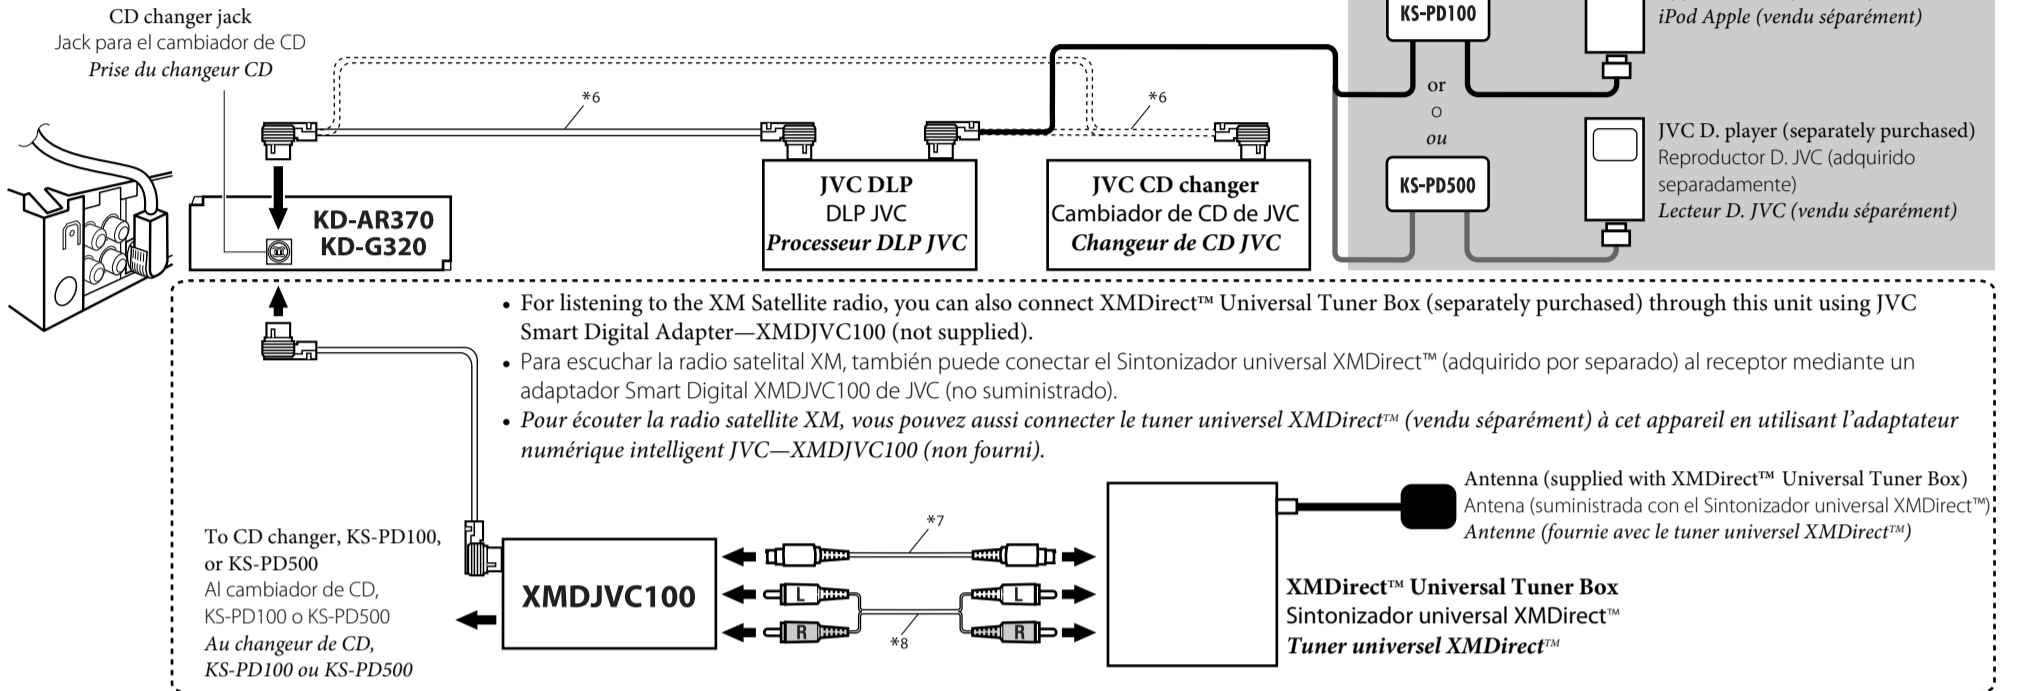 CD changer jack
Jack para el cambiador de CD
Prise du changeur CD
*6
*6
KD-AR370
KD-G320
JVC DLP
DLP JVC
Processeur DLP JVC
JVC CD changer
Cambiador de CD de JVC
Changeur de CD JVC
KS-PD100
or
o
ou
KS-PD500
iPod Apple (vendu séparément)
JVC D. player (separately purchased)
Reproductor D. JVC (adquirido
separadamente)
Lecteur D. JVC (vendu séparément)
• For listening to the XM Satellite radio, you can also connect XMDirect™ Universal Tuner Box (separately purchased) through this unit using JVC
Smart Digital Adapter—XMDJVC100 (not supplied).
• Para escuchar la radio satelital XM, también puede conectar el Sintonizador universal XMDirect™ (adquirido por separado) al receptor mediante un
adaptador Smart Digital XMDJVC100 de JVC (no suministrado).
• Pour écouter la radio satellite XM, vous pouvez aussi connecter le tuner universel XMDirect™ (vendu séparément) à cet appareil en utilisant l'adaptateur
numérique intelligent JVC—XMDJVC100 (non fourni).
To CD changer, KS-PD100,
or KS-PD500
Al cambiador de CD,
KS-PD100 o KS-PD500
Au changeur de CD,
KS-PD100 ou KS-PD500
XMDJVC100
*7
L
L
R
R
*8
Antenna (supplied with XMDirect™ Universal Tuner Box)
Antena (suministrada con el Sintonizador universal XMDirect™)
Antenne (fournie avec le tuner universel XMDirect™)
XMDirect™ Universal Tuner Box
Sintonizador universal XMDirect™
Tuner universel XMDirect™